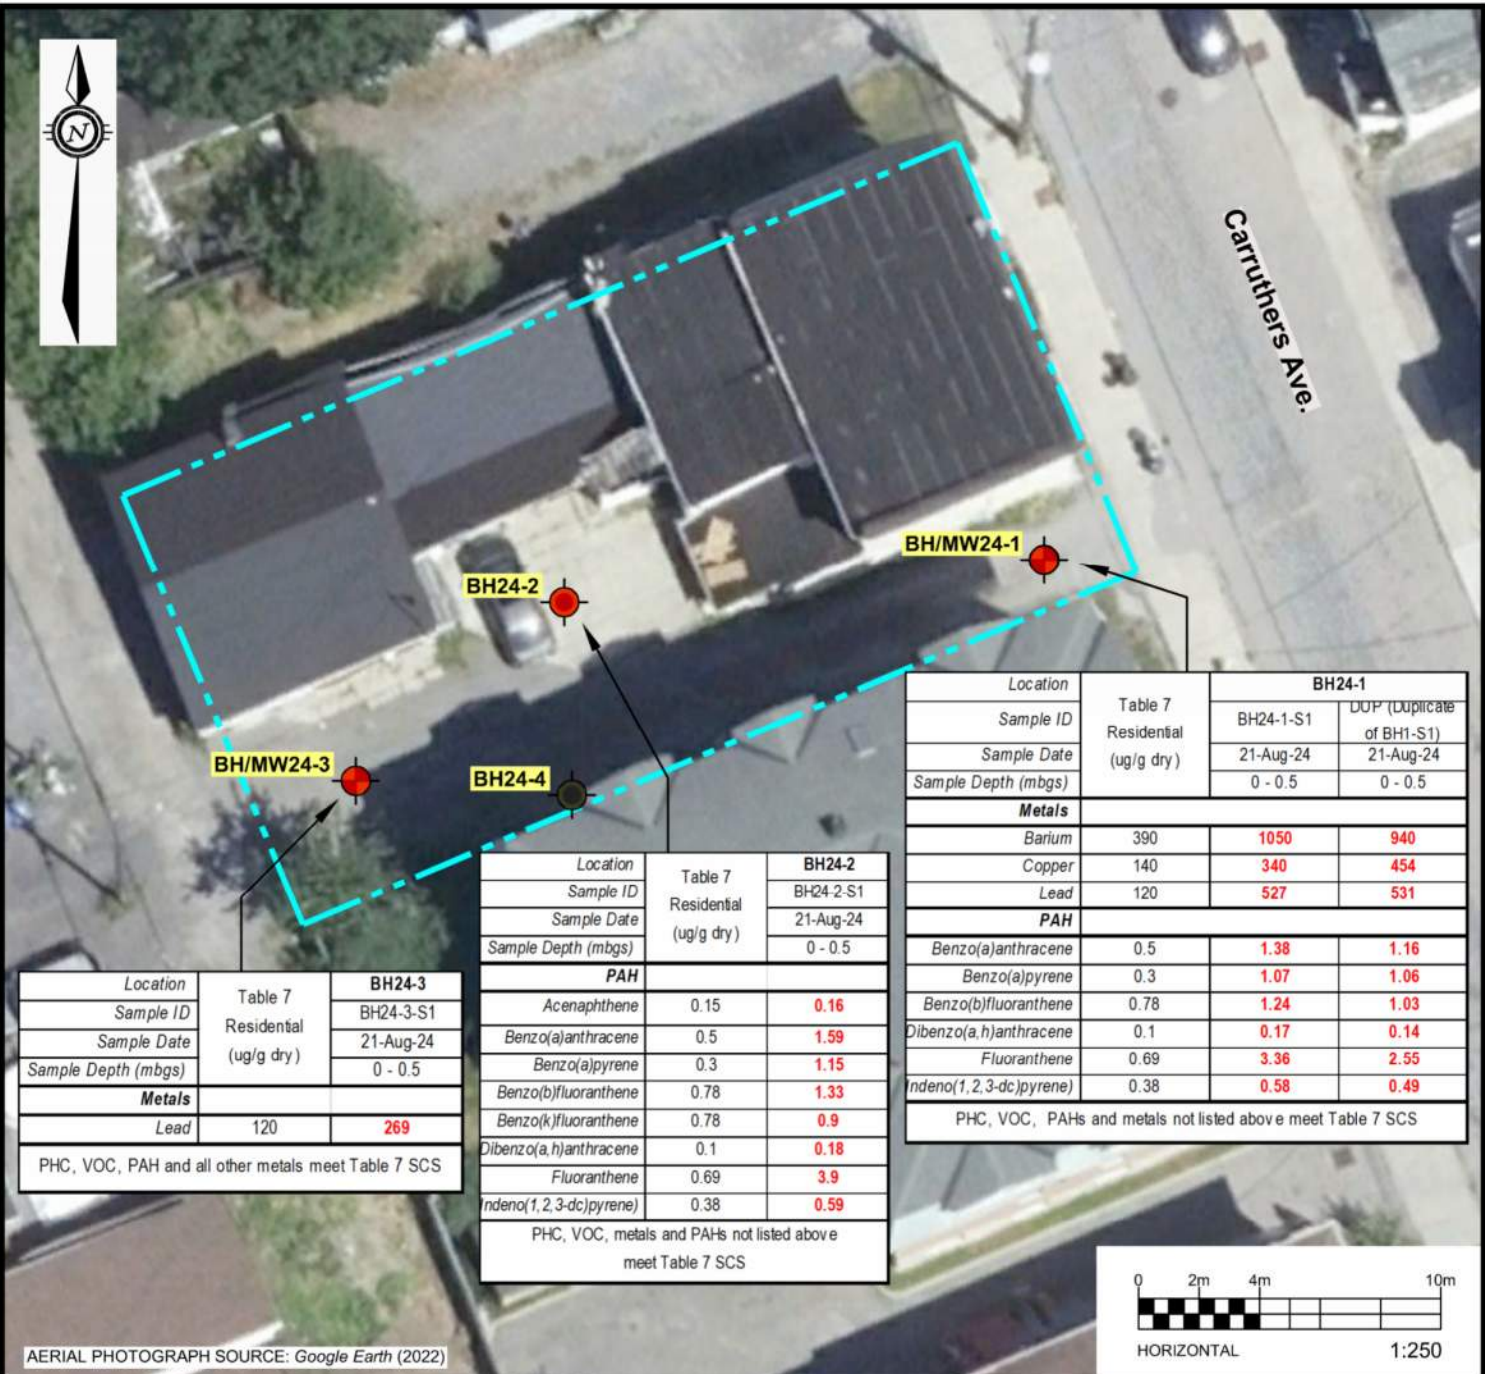 N
Carruthers Ave.
BH/MW24-1
BH24-2
BH/MW24-3
BH24-4
Location Table 7 Residential (ug/g dry) BH24-1
Sample ID BH24-1-S1 DUP (Duplicate of BH1-S1)
Sample Date 21-Aug-24 21-Aug-24
Sample Depth (mbgs) 0 - 0.5 0 - 0.5
Metals
Barium 390 1050 940
Copper 140 340 454
Lead 120 527 531
PAH
Benzo(a)anthracene 0.5 1.38 1.16
Benzo(a)pyrene 0.3 1.07 1.06
Benzo(b)fluoranthene 0.78 1.24 1.03
Dibenzo(a,h)anthracene 0.1 0.17 0.14
Fluoranthene 0.69 3.36 2.55
Indeno(1,2,3-dc)pyrene) 0.38 0.58 0.49
PHC, VOC, PAHs and metals not listed above meet Table 7 SCS
Location Table 7 Residential (ug/g dry) BH24-2
Sample ID BH24-2-S1
Sample Date 21-Aug-24
Sample Depth (mbgs) 0 - 0.5
PAH
Acenaphthene 0.15 0.16
Benzo(a)anthracene 0.5 1.59
Benzo(a)pyrene 0.3 1.15
Benzo(b)fluoranthene 0.78 1.33
Benzo(k)fluoranthene 0.78 0.9
Dibenzo(a,h)anthracene 0.1 0.18
Fluoranthene 0.69 3.9
Indeno(1,2,3-dc)pyrene) 0.38 0.59
PHC, VOC, metals and PAHs not listed above
meet Table 7 SCS
Location Table 7 Residential (ug/g dry) BH24-3
Sample ID BH24-3-S1
Sample Date 21-Aug-24
Sample Depth (mbgs) 0 - 0.5
Metals
Lead 120 269
PHC, VOC, PAH and all other metals meet Table 7 SCS
0 2m 4m 10m
HORIZONTAL 1:250
AERIAL PHOTOGRAPH SOURCE: Google Earth (2022)